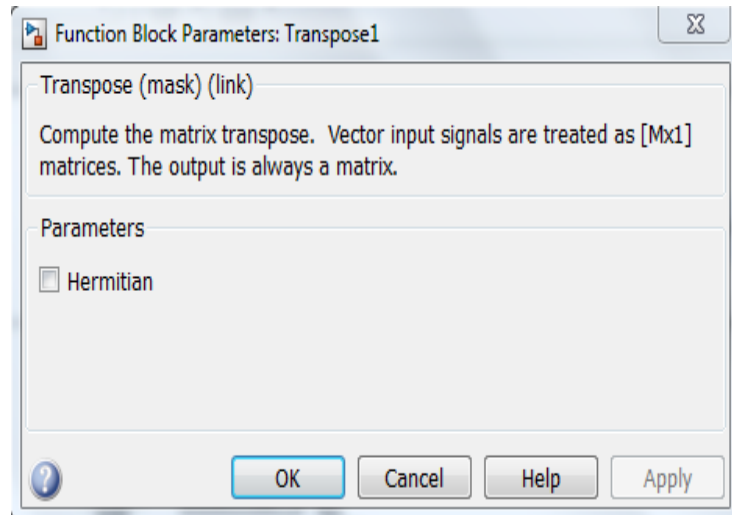 Function Block Parameters: Transpose1
Transpose (mask) (link)
Compute the matrix transpose.  Vector input signals are treated as [Mx1]
matrices. The output is always a matrix.
Parameters
Hermitian
OK Cancel Help Apply